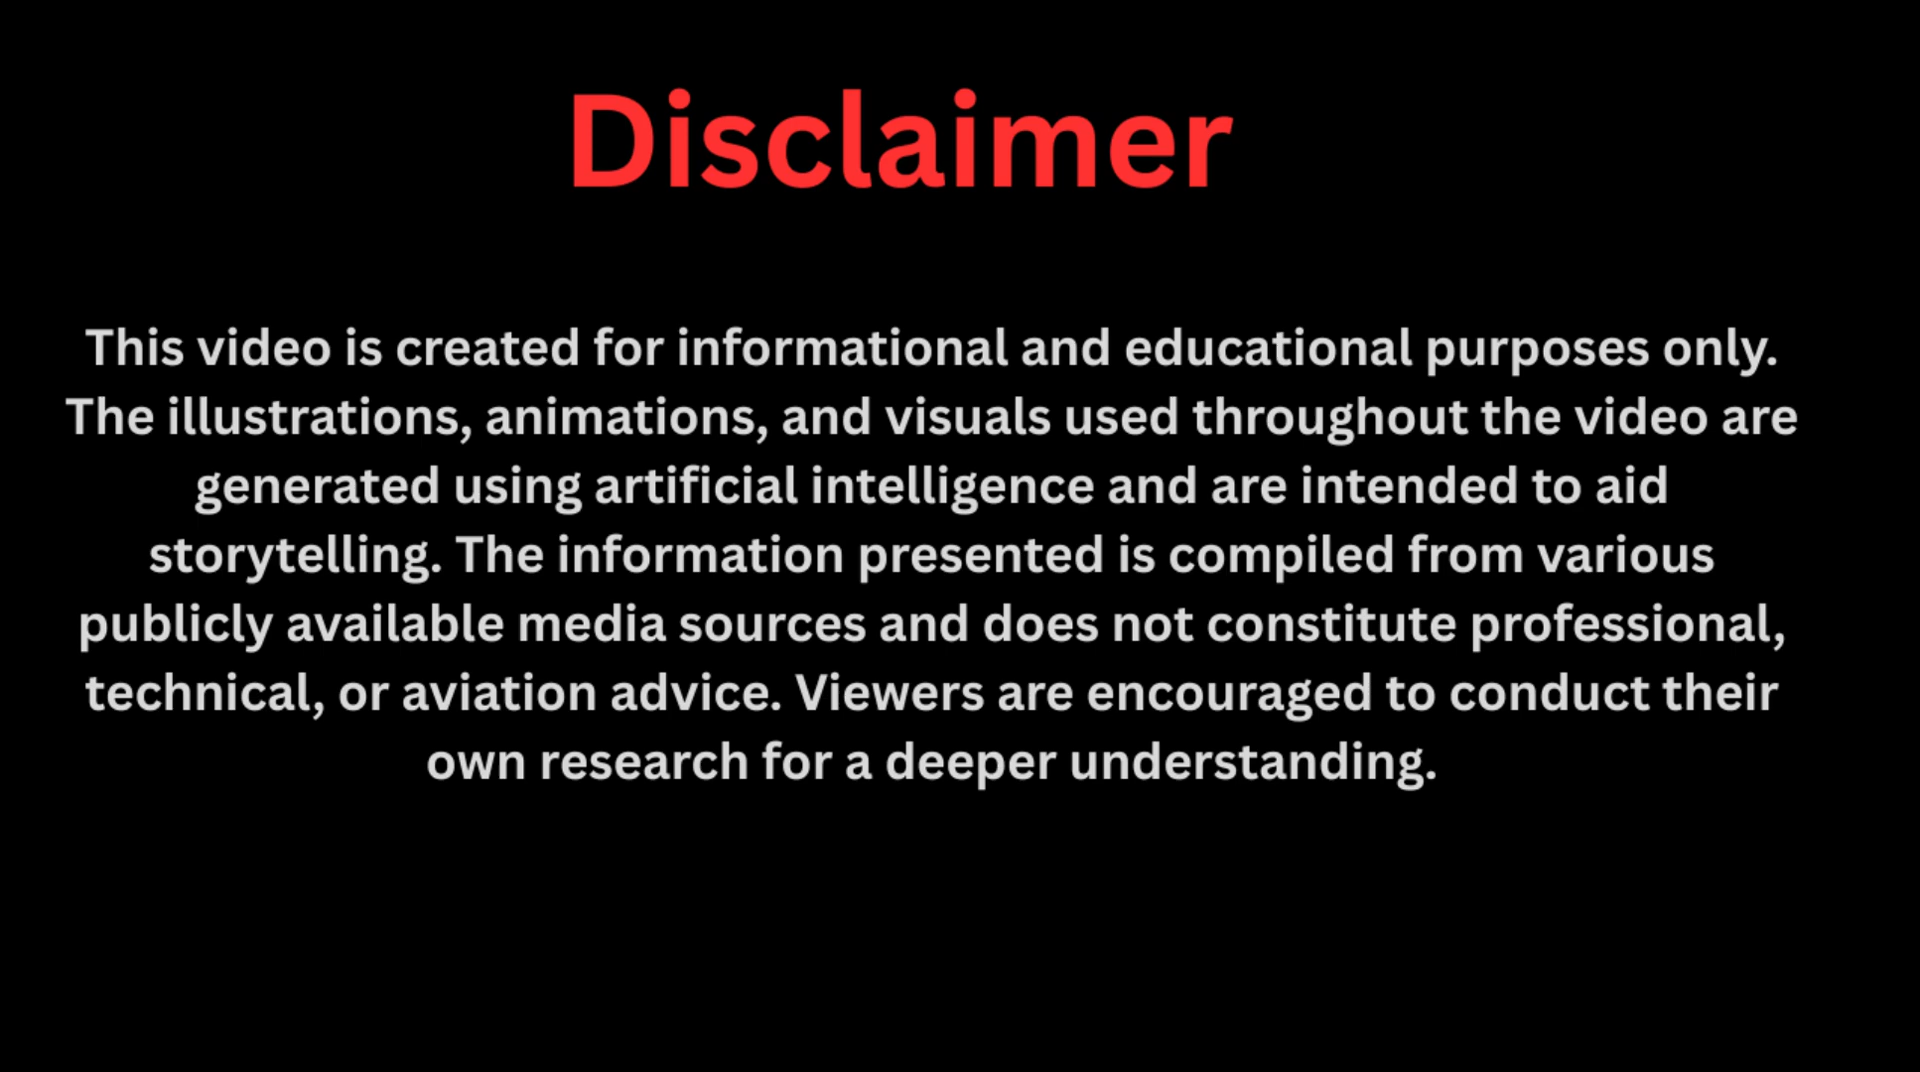 Disclaimer
This video is created for informational and educational purposes only.
The illustrations, animations, and visuals used throughout the video are
generated using artificial intelligence and are intended to aid
storytelling. The information presented is compiled from various
publicly available media sources and does not constitute professional,
technical, or aviation advice. Viewers are encouraged to conduct their
own research for a deeper understanding.